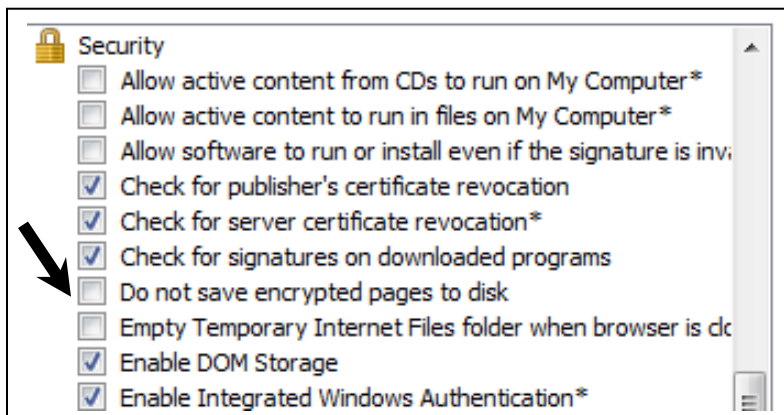 Security
Allow active content from CDs to run on My Computer*
Allow active content to run in files on My Computer*
Allow software to run or install even if the signature is
Check for publisher's certificate revocation
Check for server certificate revocation*
Check for signatures on downloaded programs
Do not save encrypted pages to disk
Empty Temporary Internet Files folder when browser is
Enable DOM Storage
Enable Integrated Windows Authentication*